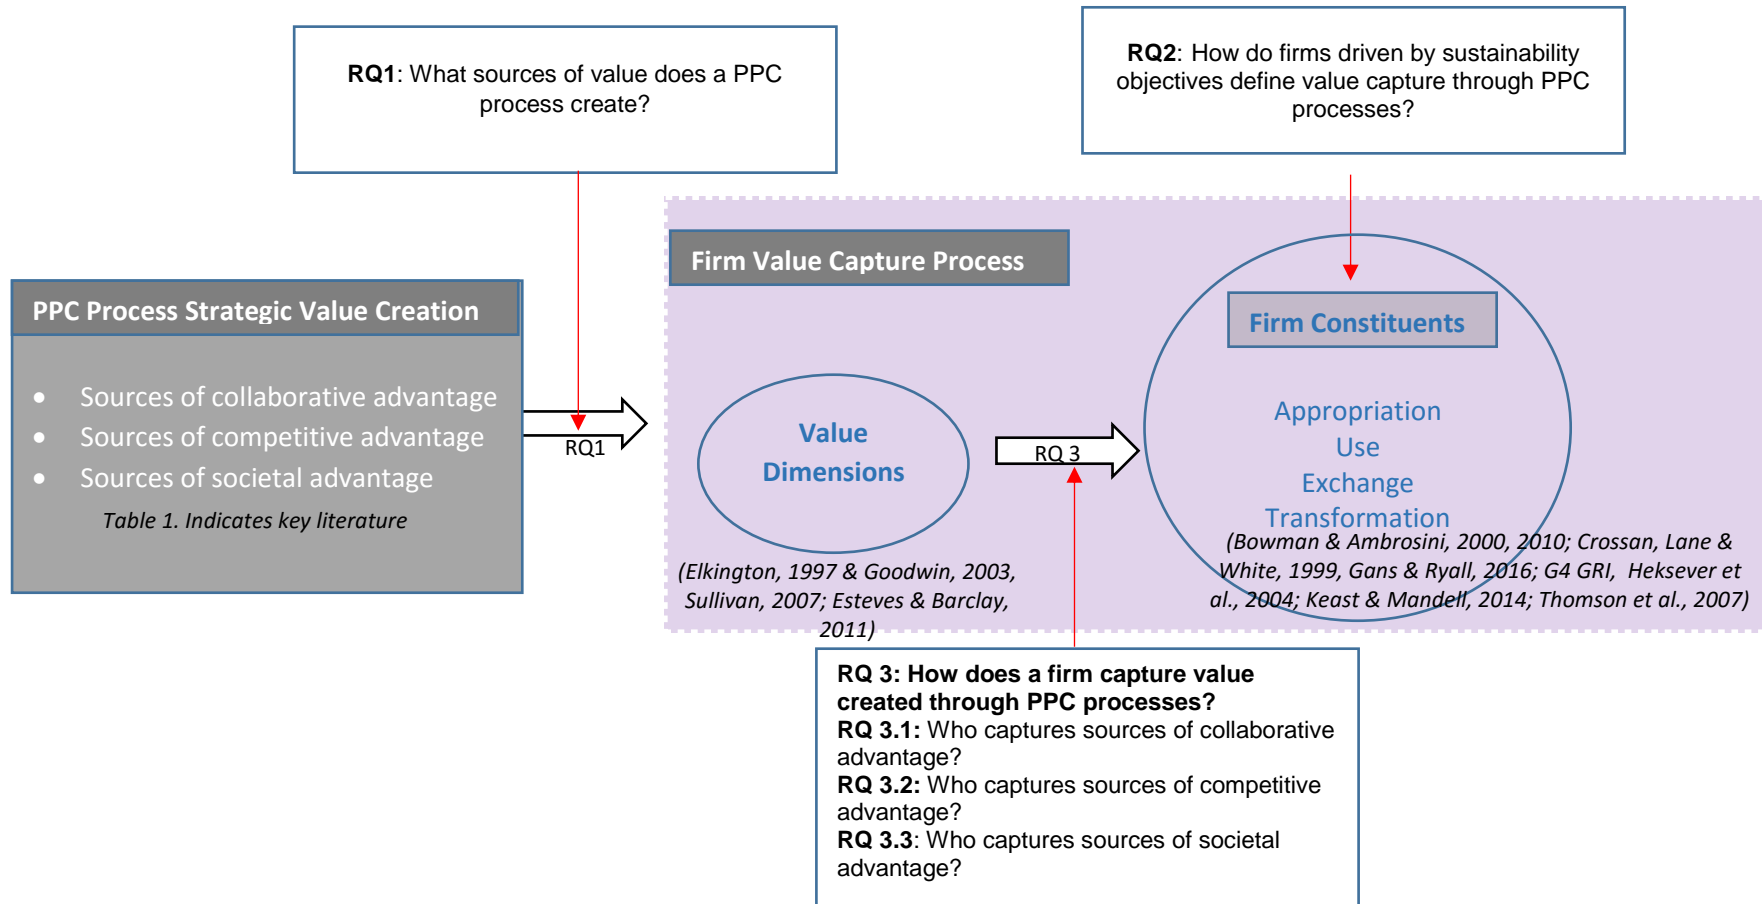 RQ1: What sources of value does a PPC
process create?
RQ2: How do firms driven by sustainability
objectives define value capture through PPC
processes?
PPC Process Strategic Value Creation
• Sources of collaborative advantage
• Sources of competitive advantage
• Sources of societal advantage
Table 1. Indicates key literature
RQ1
Firm Value Capture Process
Value
Dimensions
(Elkington, 1997 & Goodwin, 2003,
Sullivan, 2007; Esteves & Barclay,
2011)
RQ 3
Firm Constituents
Appropriation
Use
Exchange
Transformation
(Bowman & Ambrosini, 2000, 2010; Crossan, Lane &
White, 1999, Gans & Ryall, 2016; G4 GRI, Heksever et
al., 2004; Keast & Mandell, 2014; Thomson et al., 2007)
RQ 3: How does a firm capture value
created through PPC processes?
RQ 3.1: Who captures sources of collaborative
advantage?
RQ 3.2: Who captures sources of competitive
advantage?
RQ 3.3: Who captures sources of societal
advantage?